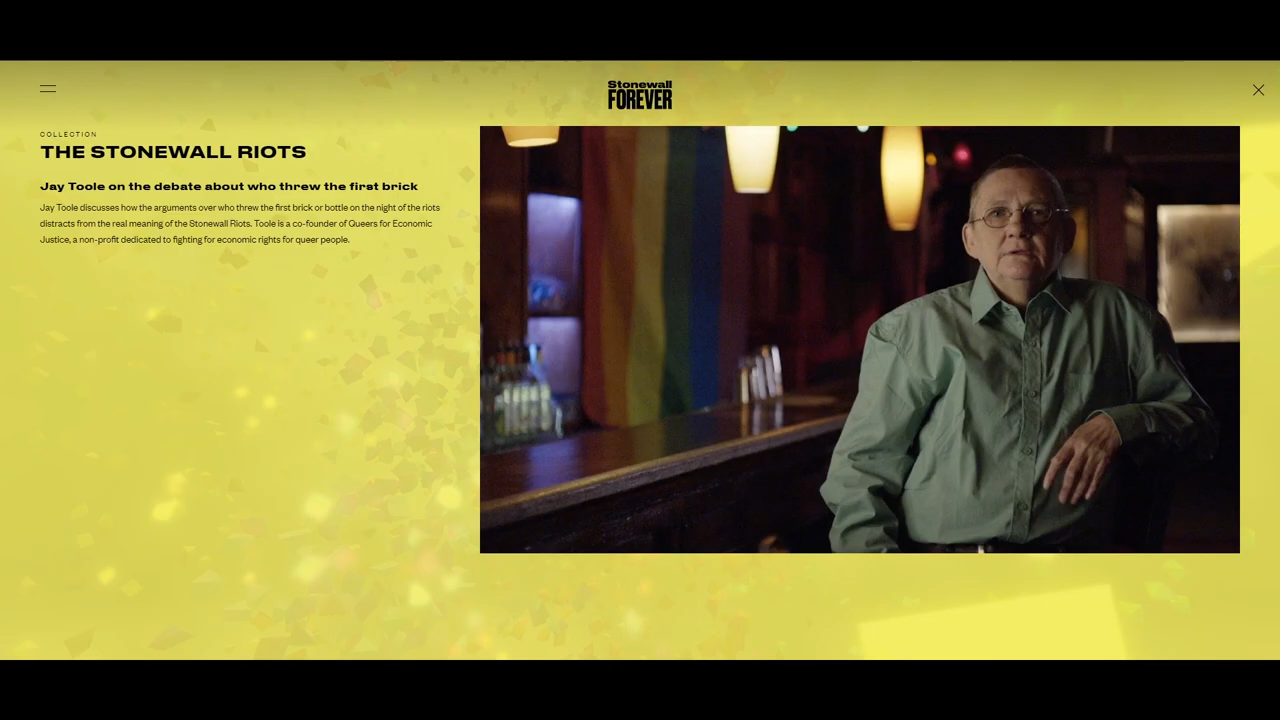 Stonewall
FOREVER
COLLECTION
THE STONEWALL RIOTS
Jay Toole on the debate about who threw the first brick
Jay Toole discusses how the arguments over who threw the first brick or bottle on the night of the riots
distracts from the real meaning of the Stonewall Riots. Toole is a co-founder of Queers for Economic
Justice, a non-profit dedicated to fighting for economic rights for queer people.